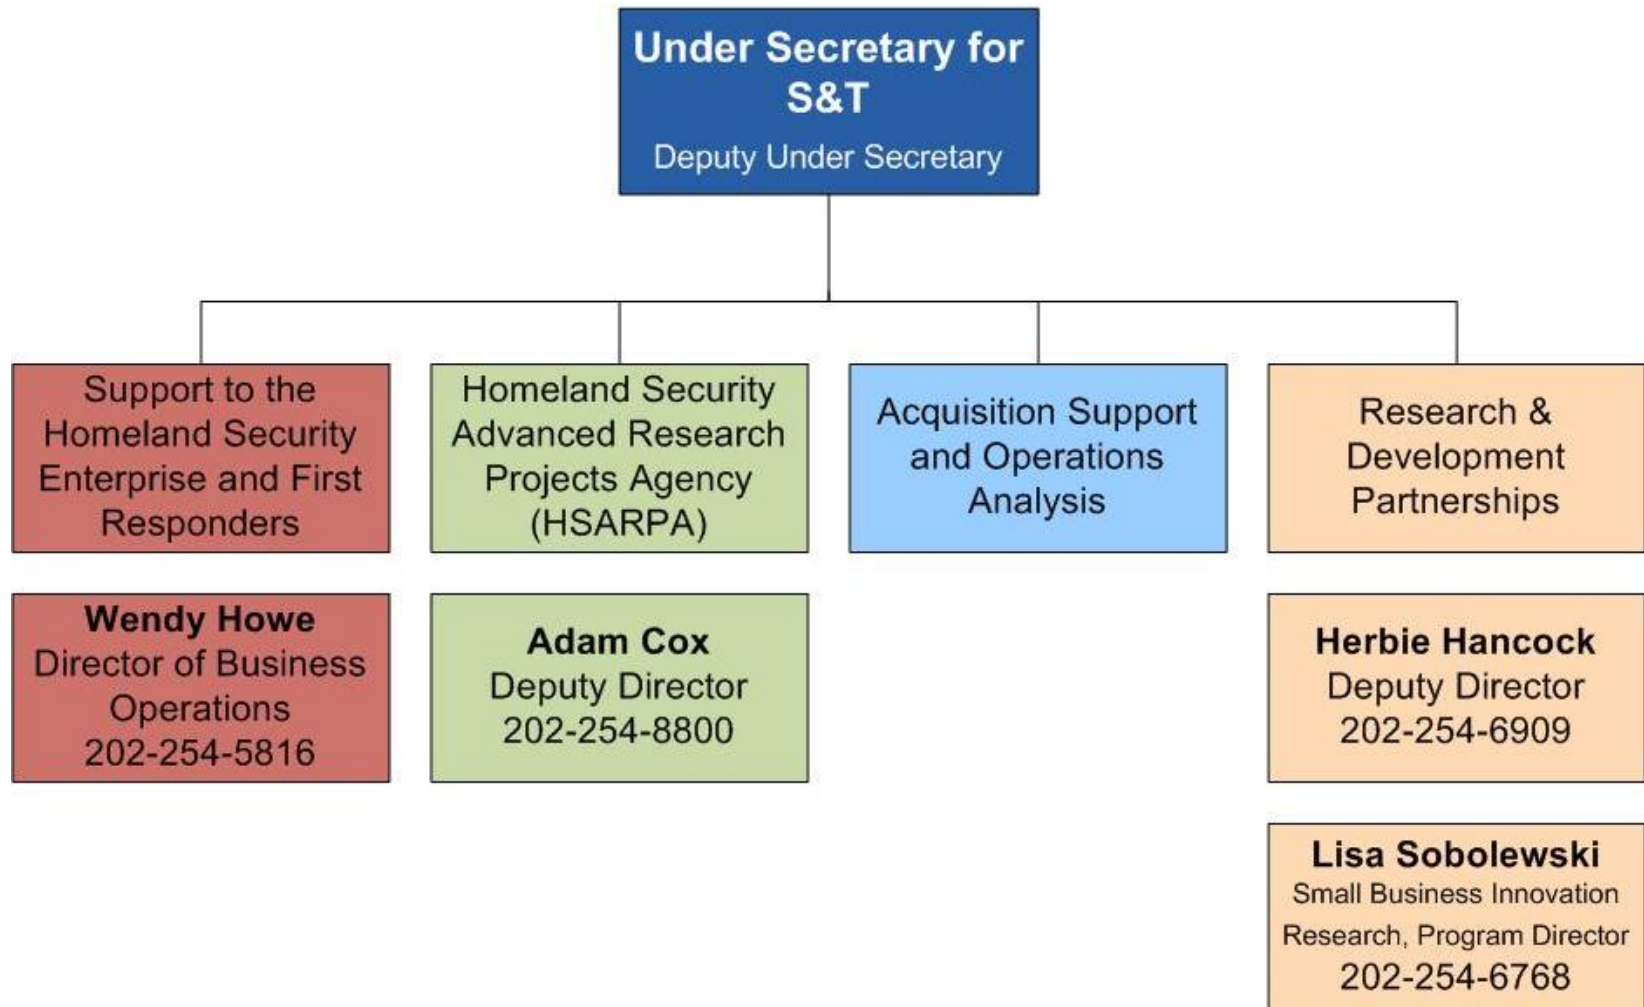 Under Secretary for
S&T
Deputy Under Secretary
Support to the
Homeland Security
Enterprise and First
Responders
Homeland Security
Advanced Research
Projects Agency
(HSARPA)
Acquisition Support
and Operations
Analysis
Research &
Development
Partnerships
Wendy Howe
Director of Business
Operations
202-254-5816
Adam Cox
Deputy Director
202-254-8800
Herbie Hancock
Deputy Director
202-254-6909
Lisa Sobolewski
Small Business Innovation
Research, Program Director
202-254-6768